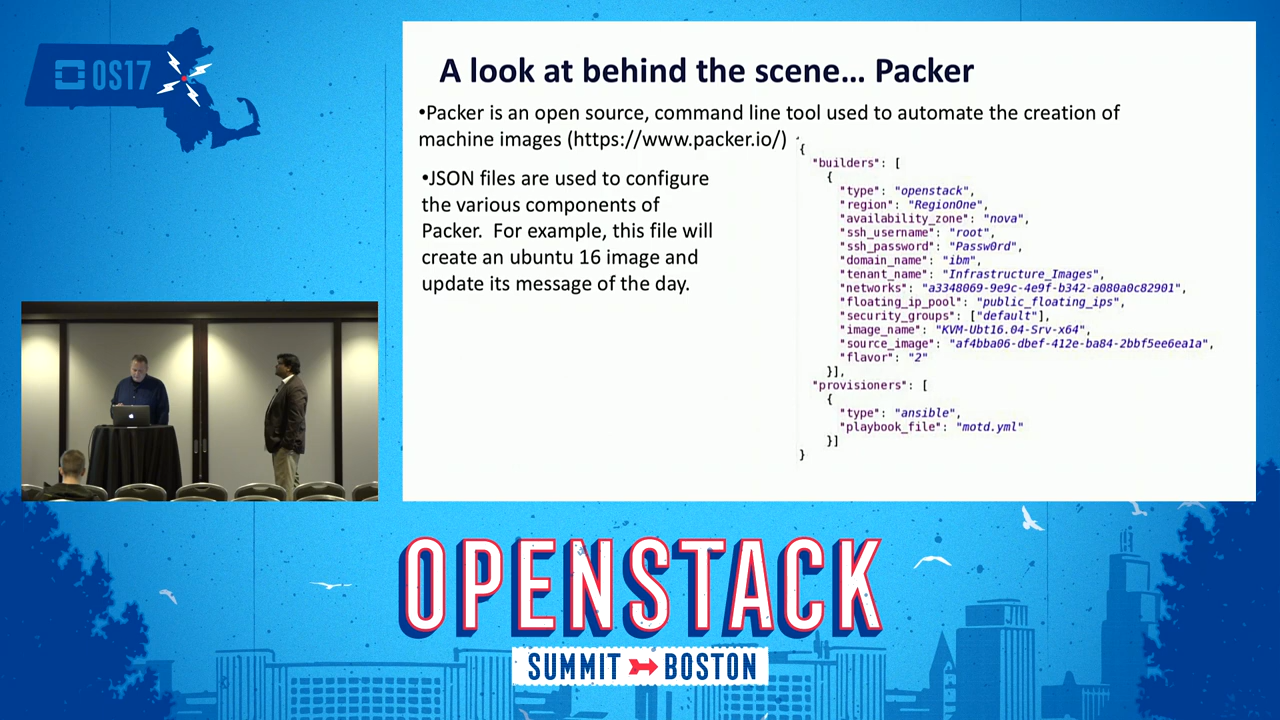 OS17
A look at behind the scene... Packer
•Packer is an open source, command line tool used to automate the creation of
machine images (https://www.packer.io/)
•JSON files are used to configure
the various components of
Packer. For example, this file will
create an ubuntu 16 image and
update its message of the day.
{
"builders": [
{
"type": "openstack",
"region": "RegionOne",
"availability_zone": "nova",
"ssh_username": "root",
"ssh_password": "Passw0rd",
"domain_name": "ibm",
"tenant_name": "Infrastructure_Images",
"networks": "a3348069-9e9c-4e9f-b342-a080a0c82901",
"floating_ip_pool": "public_floating_ips",
"security_groups": ["default"],
"image_name": "KVM-Ubt16.04-Srv-x64",
"source_image": "af4bba06-dbef-412e-ba84-2bbf5ee6ea1a",
"flavor": "2"
}],
"provisioners": [
{
"type": "ansible",
"playbook_file": "motd.yml"
}]
}
OPENSTACK
SUMMIT BOSTON